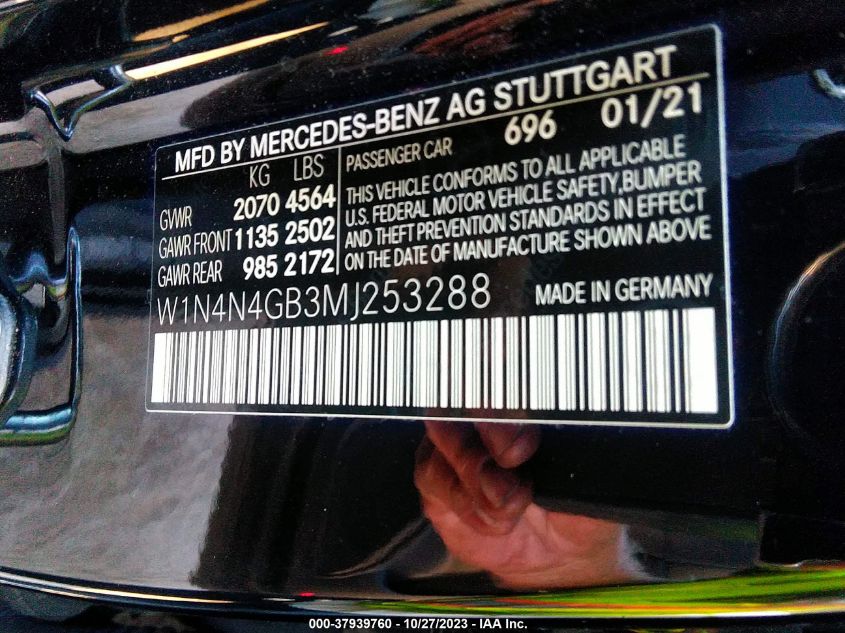 MFD BY MERCEDES-BENZ AG STUTTGART
KG LBS
GVWR 2070 4564
GAWR FRONT 1135 2502
GAWR REAR 985 2172
PASSENGER CAR 696 01/21
THIS VEHICLE CONFORMS TO ALL APPLICABLE
U.S. FEDERAL MOTOR VEHICLE SAFETY,BUMPER
AND THEFT PREVENTION STANDARDS IN EFFECT
ON THE DATE OF MANUFACTURE SHOWN ABOVE
W1N4N4GB3MJ253288 MADE IN GERMANY
000-37939760 - 10/27/2023 - IAA Inc.